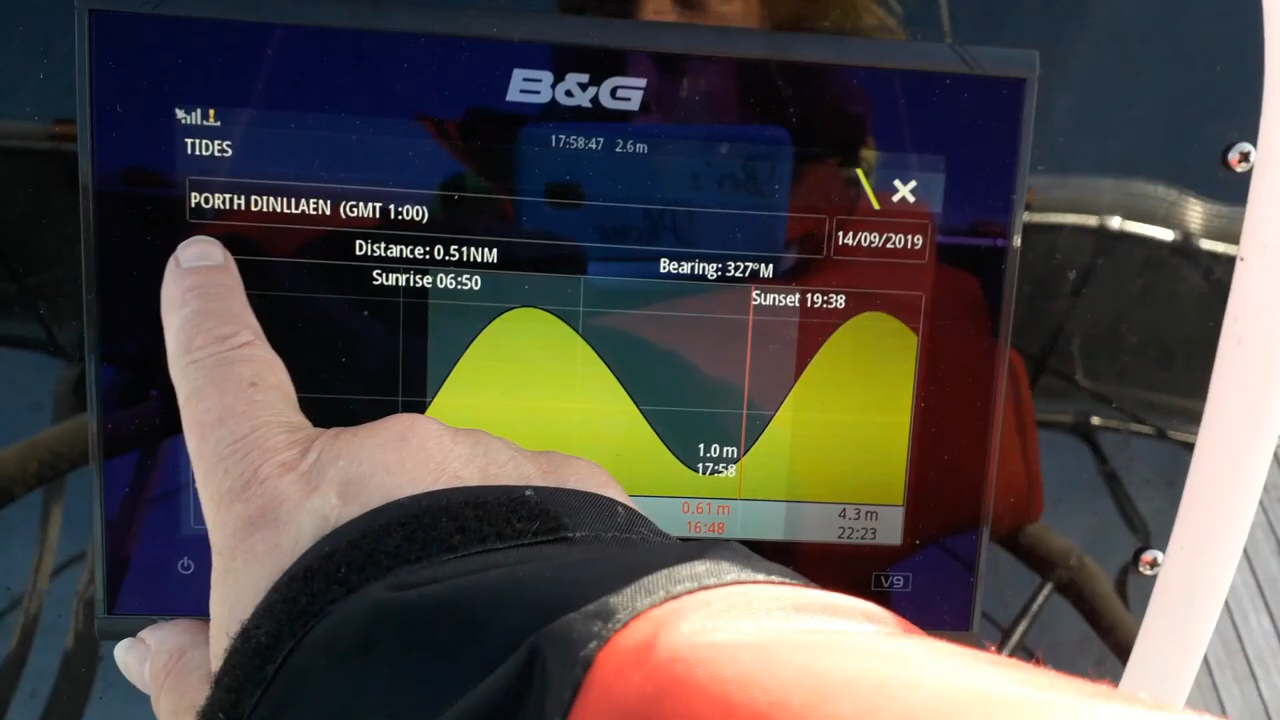 B&G
17:58:47 2.6m
TIDES
PORTH DINLLAEN (GMT 1:00)
14/09/2019
Distance: 0.51NM
Bearing: 327°M
Sunrise 06:50
Sunset 19:38
1.0 m
17:58
0.61 m
16:48
4.3 m
22:23
V9